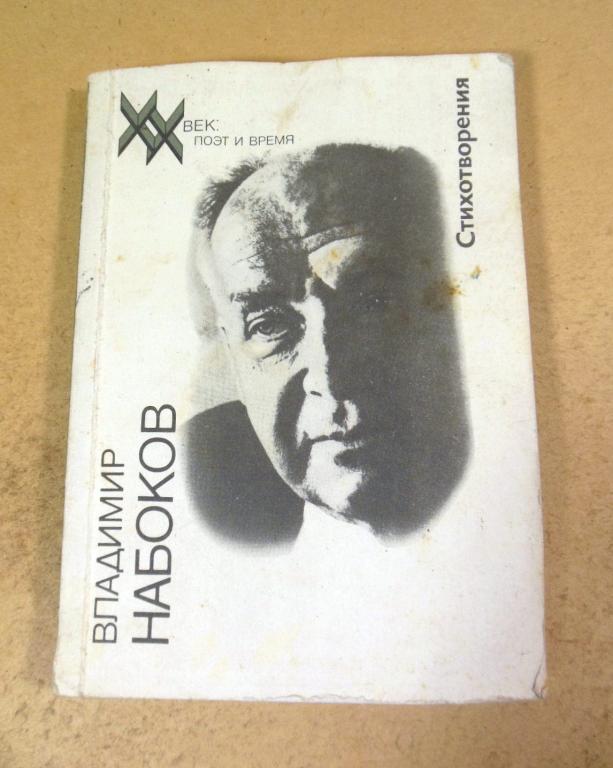 XX ВЕК:
ПОЭТ И ВРЕМЯ
Стихотворения
ВЛАДИМИР
НАБОКОВ